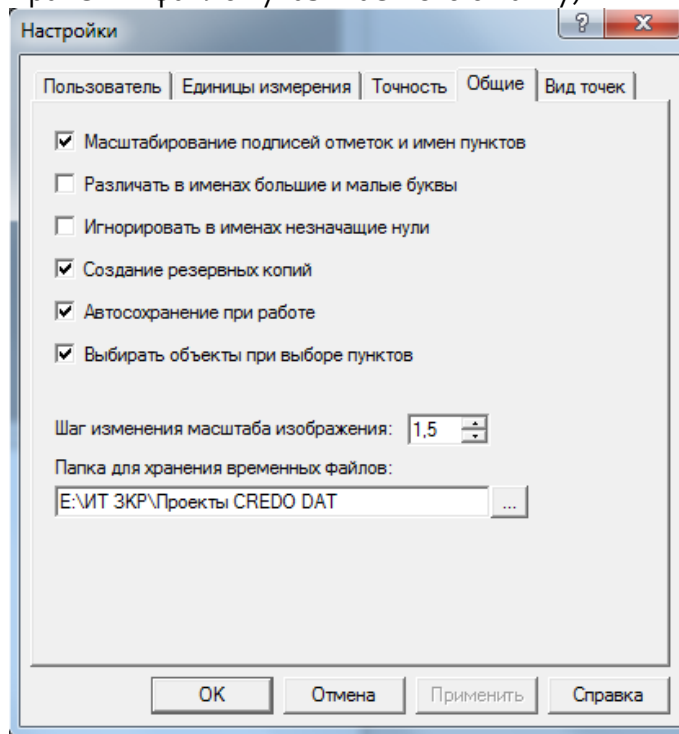 Настройки
Пользователь Единицы измерения Точность Общие Вид точек
Масштабирование подписей отметок и имен пунктов
Различать в именах большие и малые буквы
Игнорировать в именах незначащие нули
Создание резервных копий
Автосохранение при работе
Выбирать объекты при выборе пунктов
Шаг изменения масштаба изображения: 1,5
Папка для хранения временных файлов:
E:\ИТ ЗКР\Проекты CREDO DAT ...
OK Отмена Применить Справка